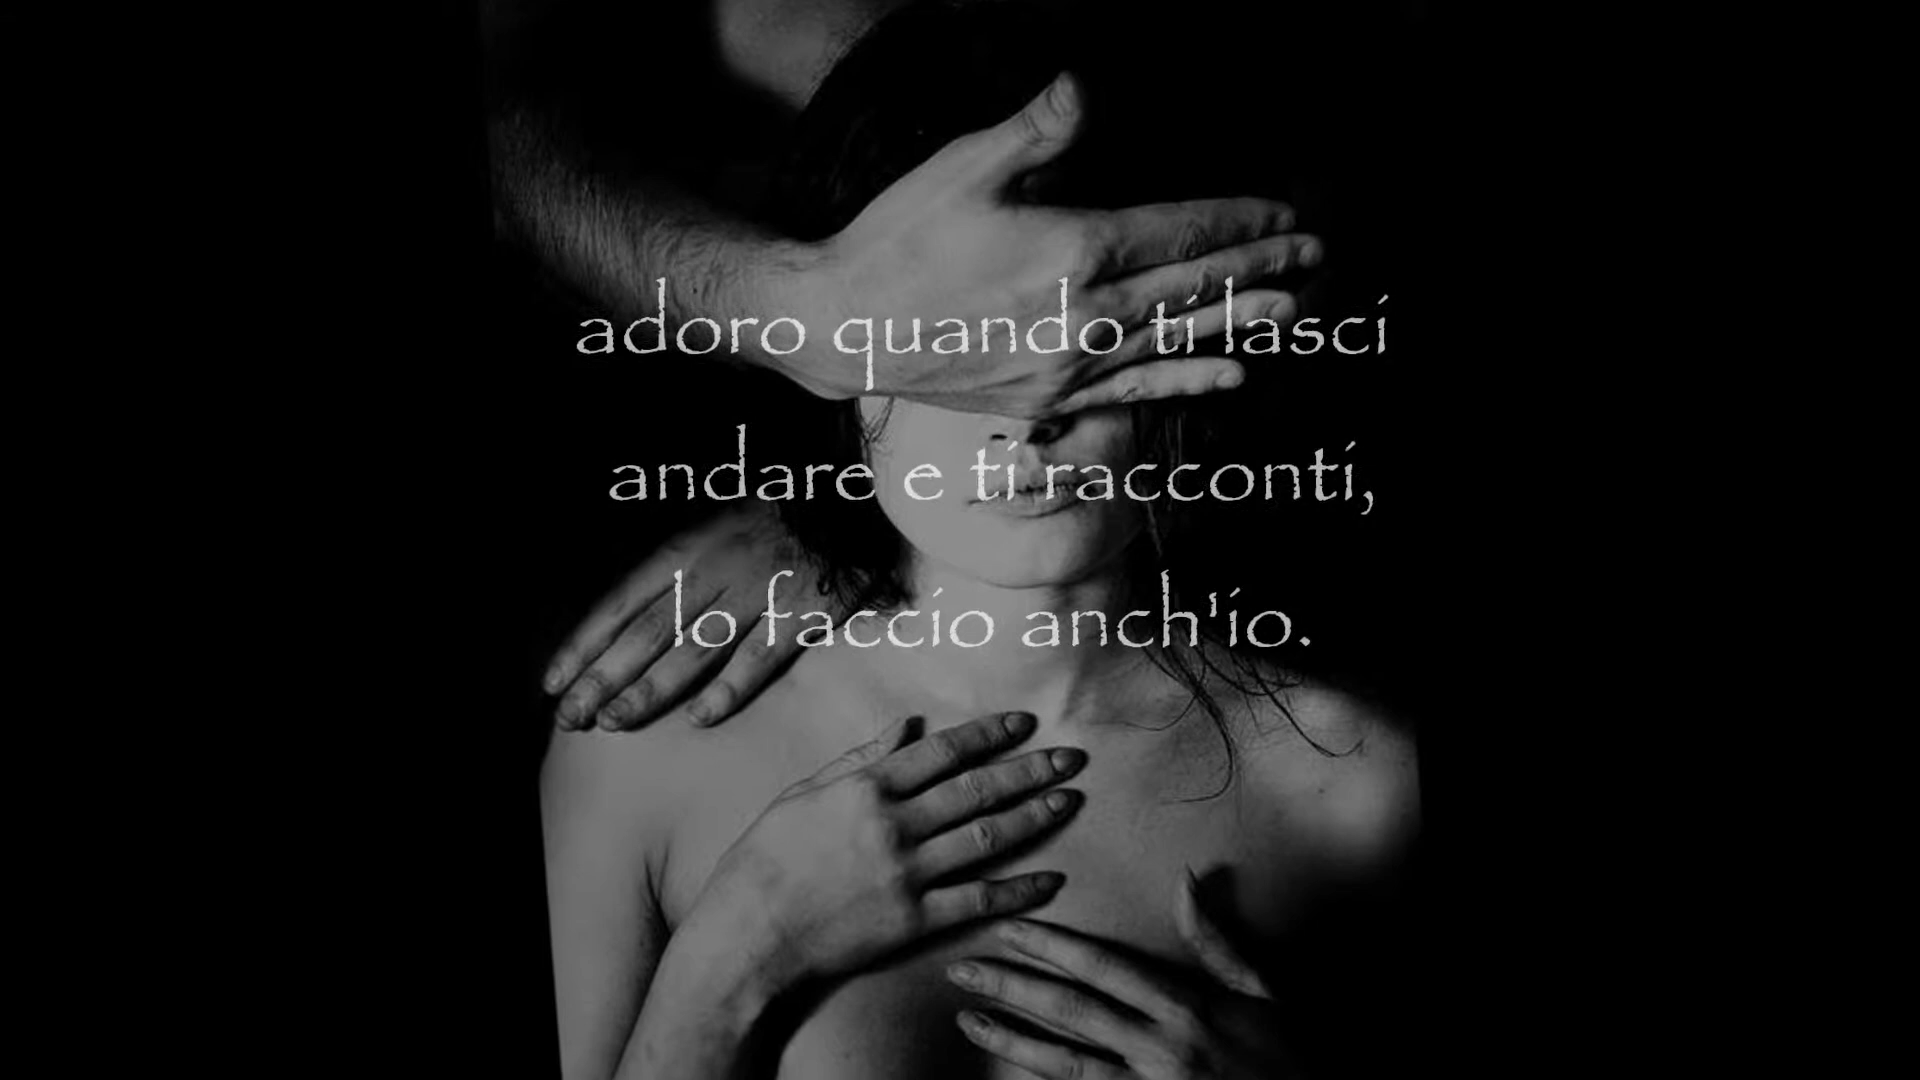 adoro quando ti lasci
andare e ti racconti,
lo faccio anch'io.